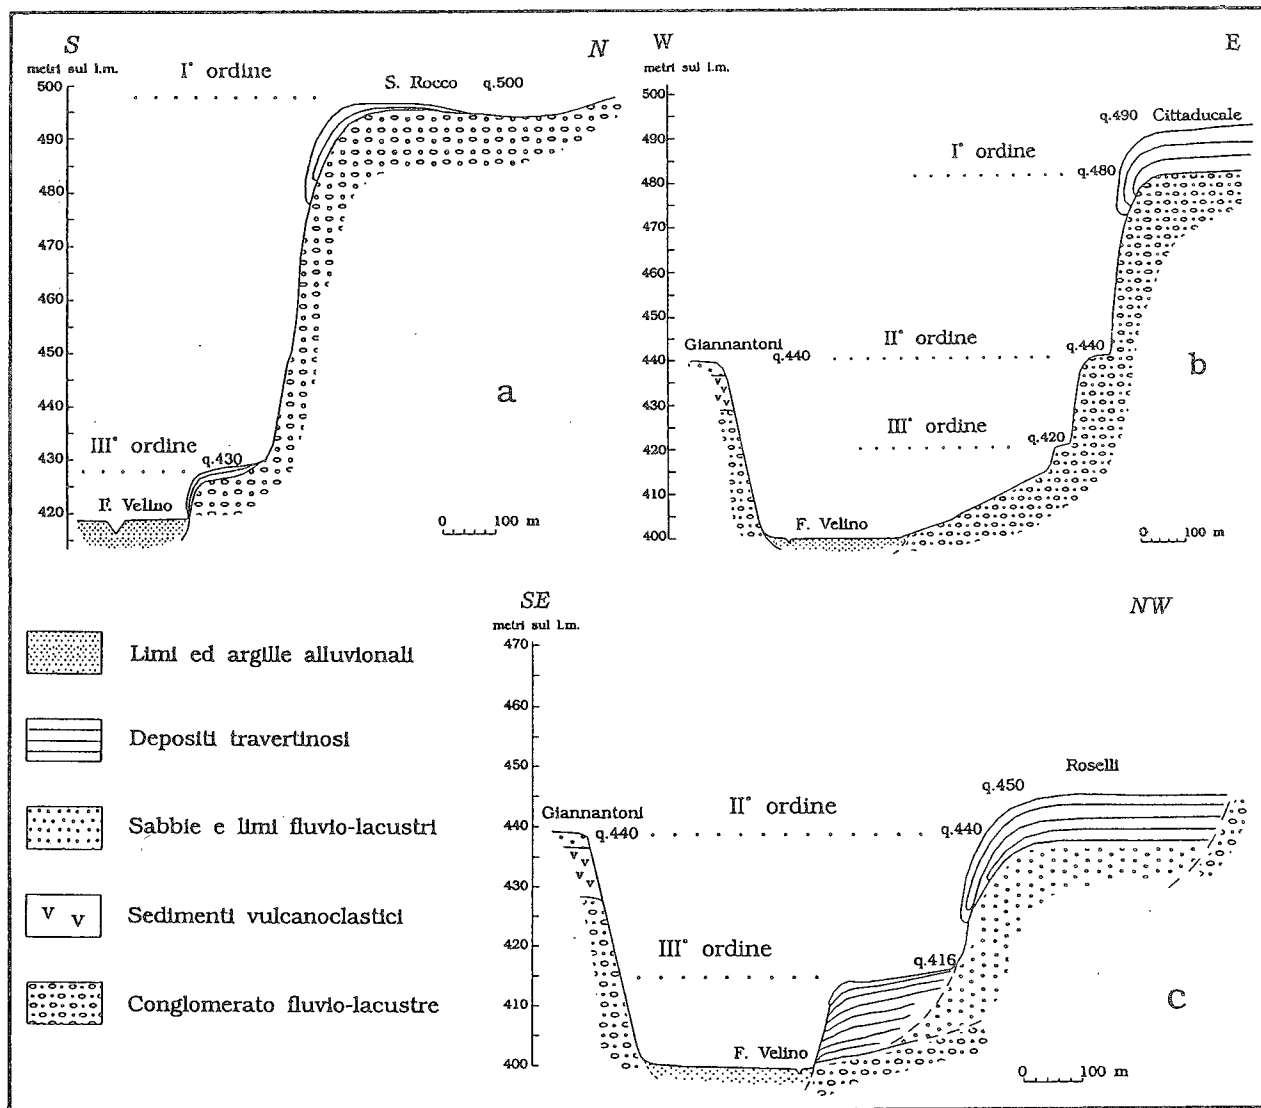 S
N
metri sul l.m.
I° ordine
S. Rocco q.500
500
490
480
470
460
450
440
430
420
III° ordine
q.430
F. Velino
a
0 100 m
W
E
metri sul l.m.
q.490 Cittaducale
500
490
480
470
460
450
440
430
420
410
400
I° ordine
q.480
Giannantoni
q.440
II° ordine
q.440
b
III° ordine
q.420
F. Velino
0 100 m
SE
NW
metri sul l.m.
470
460
450
440
430
420
410
400
Roselli
q.450
Giannantoni
q.440
II° ordine
q.440
III° ordine
q.416
c
F. Velino
0 100 m
Limi ed argille alluvionali
Depositi travertinosi
Sabbie e limi fluvio-lacustri
v v
Sedimenti vulcanoclastici
Conglomerato fluvio-lacustre